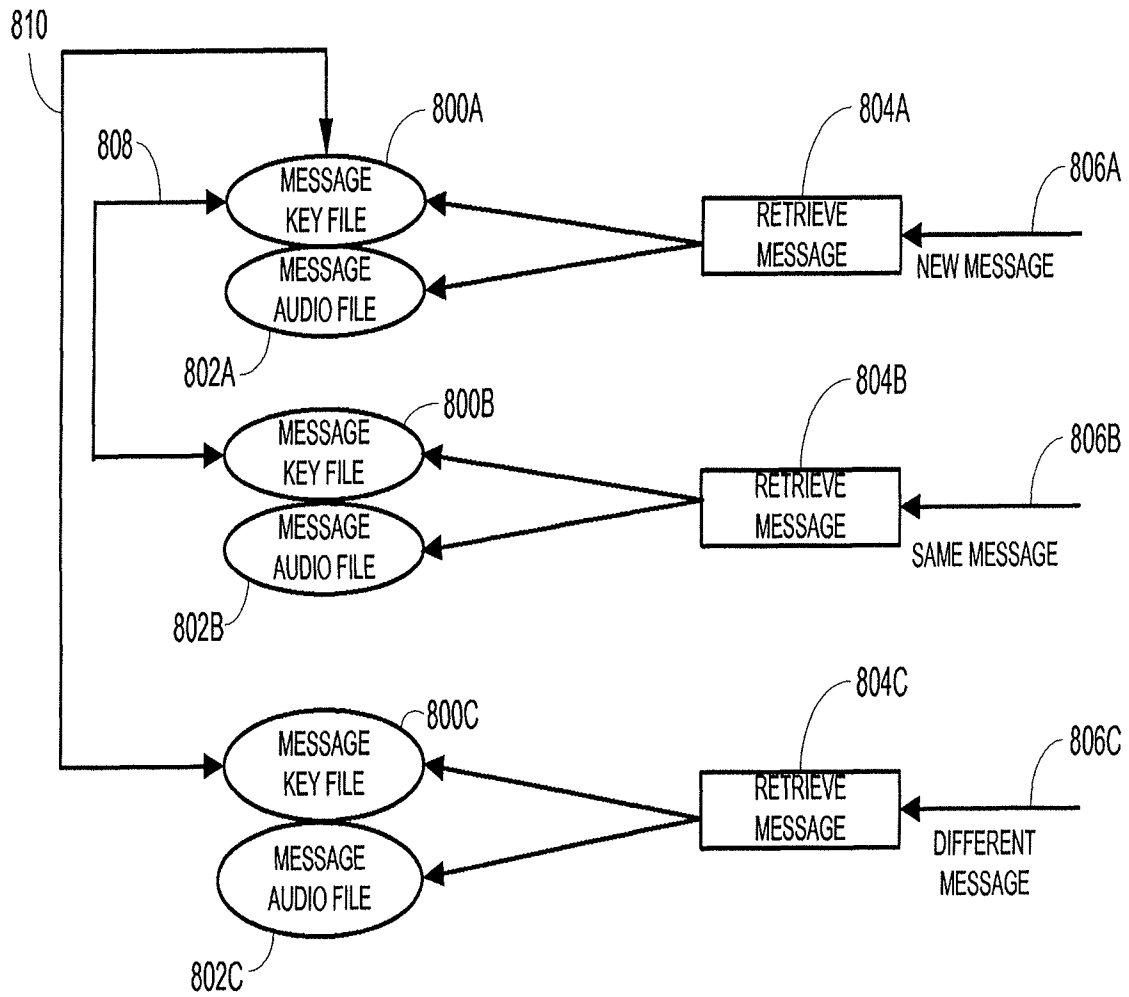 810
800A
804A
808
806A
MESSAGE
KEY FILE
RETRIEVE
MESSAGE
NEW MESSAGE
MESSAGE
AUDIO FILE
802A
800B
804B
806B
MESSAGE
KEY FILE
RETRIEVE
MESSAGE
SAME MESSAGE
MESSAGE
AUDIO FILE
802B
800C
804C
806C
MESSAGE
KEY FILE
RETRIEVE
MESSAGE
DIFFERENT
MESSAGE
MESSAGE
AUDIO FILE
802C